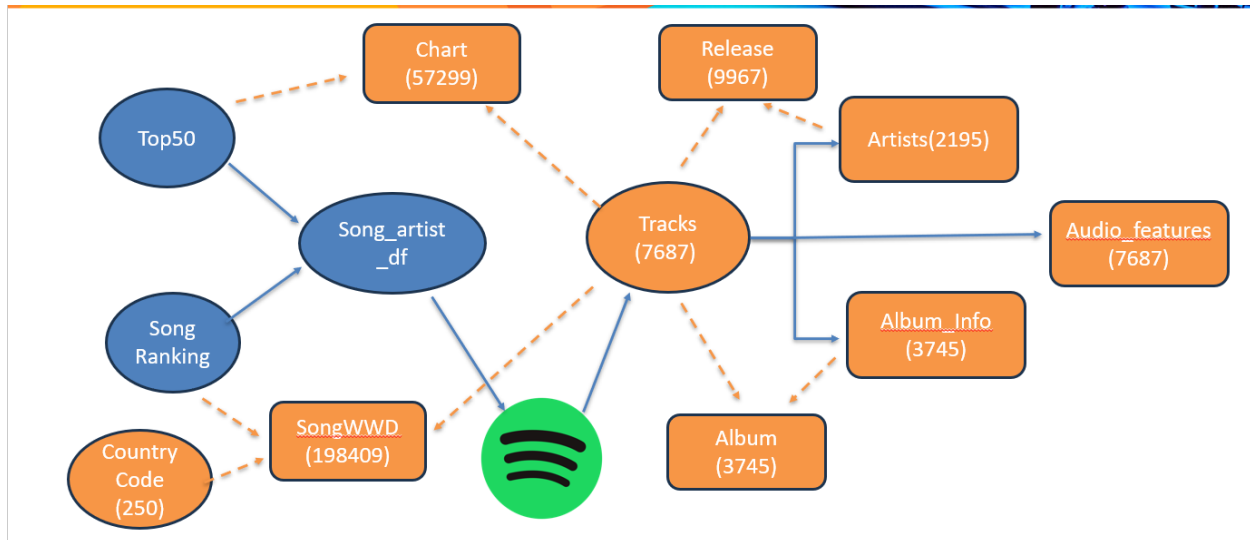 Chart
(57299)
Release
(9967)
Top50
Artists(2195)
Song_artist
_df
Tracks
(7687)
Audio_features
(7687)
Song
Ranking
Album_Info
(3745)
SongWWD
(198409)
Album
(3745)
Country
Code
(250)